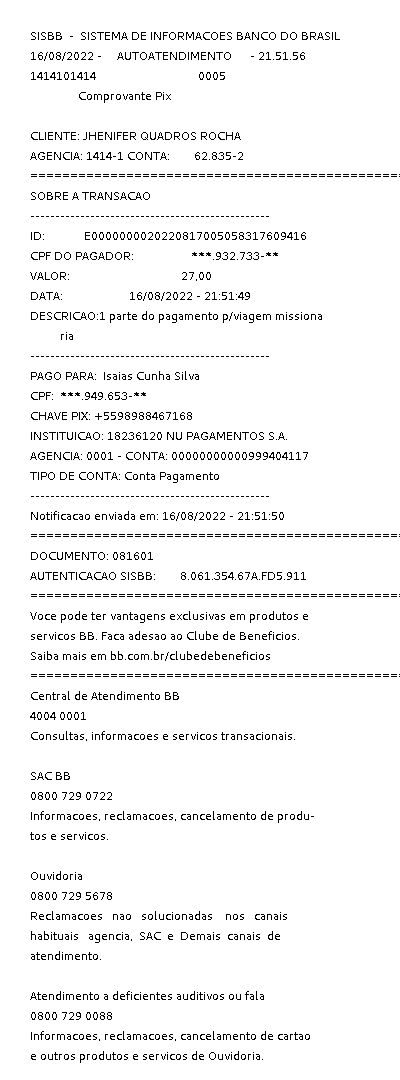 SISBB - SISTEMA DE INFORMACOES BANCO DO BRASIL
16/08/2022 - AUTOATENDIMENTO - 21.51.56
1414101414 0005
Comprovante Pix
CLIENTE: JHENIFER QUADROS ROCHA
AGENCIA: 1414-1 CONTA: 62.835-2
================================================
SOBRE A TRANSACAO
------------------------------------------------
ID: E00000000202208170050583176094​16
CPF DO PAGADOR: ***.932.733-**
VALOR: 27,00
DATA: 16/08/2022 - 21:51:49
DESCRICAO:1 parte do pagamento p/viagem missiona
ria
------------------------------------------------
PAGO PARA: Isaias Cunha Silva
CPF: ***.949.653-**
CHAVE PIX: +5598988467168
INSTITUICAO: 18236120 NU PAGAMENTOS S.A.
AGENCIA: 0001 - CONTA: 00000000000999404117
TIPO DE CONTA: Conta Pagamento
------------------------------------------------
Notificacao enviada em: 16/08/2022 - 21:51:50
================================================
DOCUMENTO: 081601
AUTENTICACAO SISBB: 8.061.354.67A.FD5.911
================================================
Voce pode ter vantagens exclusivas em produtos e
servicos BB. Faca adesao ao Clube de Beneficios.
Saiba mais em bb.com.br/clubedebeneficios
================================================
Central de Atendimento BB
4004 0001
Consultas, informacoes e servicos transacionais.
SAC BB
0800 729 0722
Informacoes, reclamacoes, cancelamento de produ-
tos e servicos.
Ouvidoria
0800 729 5678
Reclamacoes nao solucionadas nos canais
habituais agencia, SAC e Demais canais de
atendimento.
Atendimento a deficientes auditivos ou fala
0800 729 0088
Informacoes, reclamacoes, cancelamento de cartao
e outros produtos e servicos de Ouvidoria.